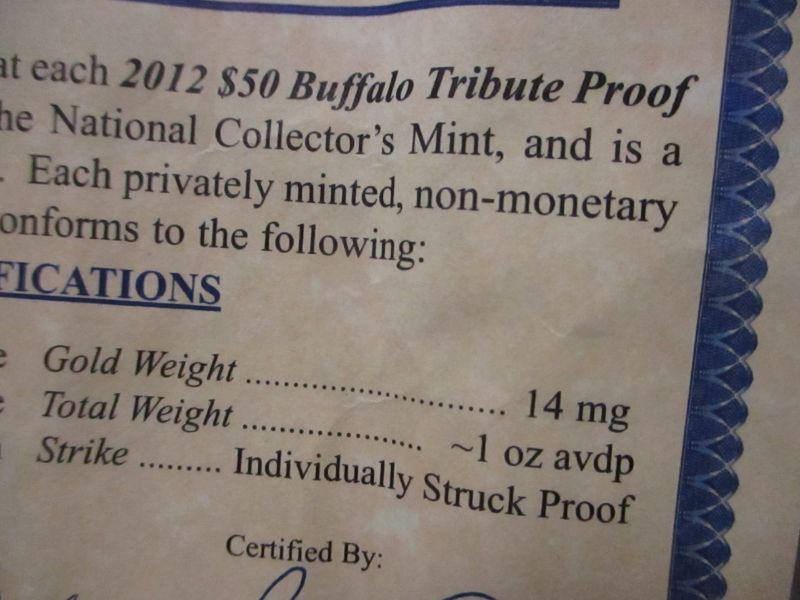 at each 2012 $50 Buffalo Tribute Proof
he National Collector's Mint, and is a
. Each privately minted, non-monetary
onforms to the following:
FICATIONS
e Gold Weight .............................. 14 mg
e Total Weight .................... ~1 oz avdp
Strike ......... Individually Struck Proof
Certified By: